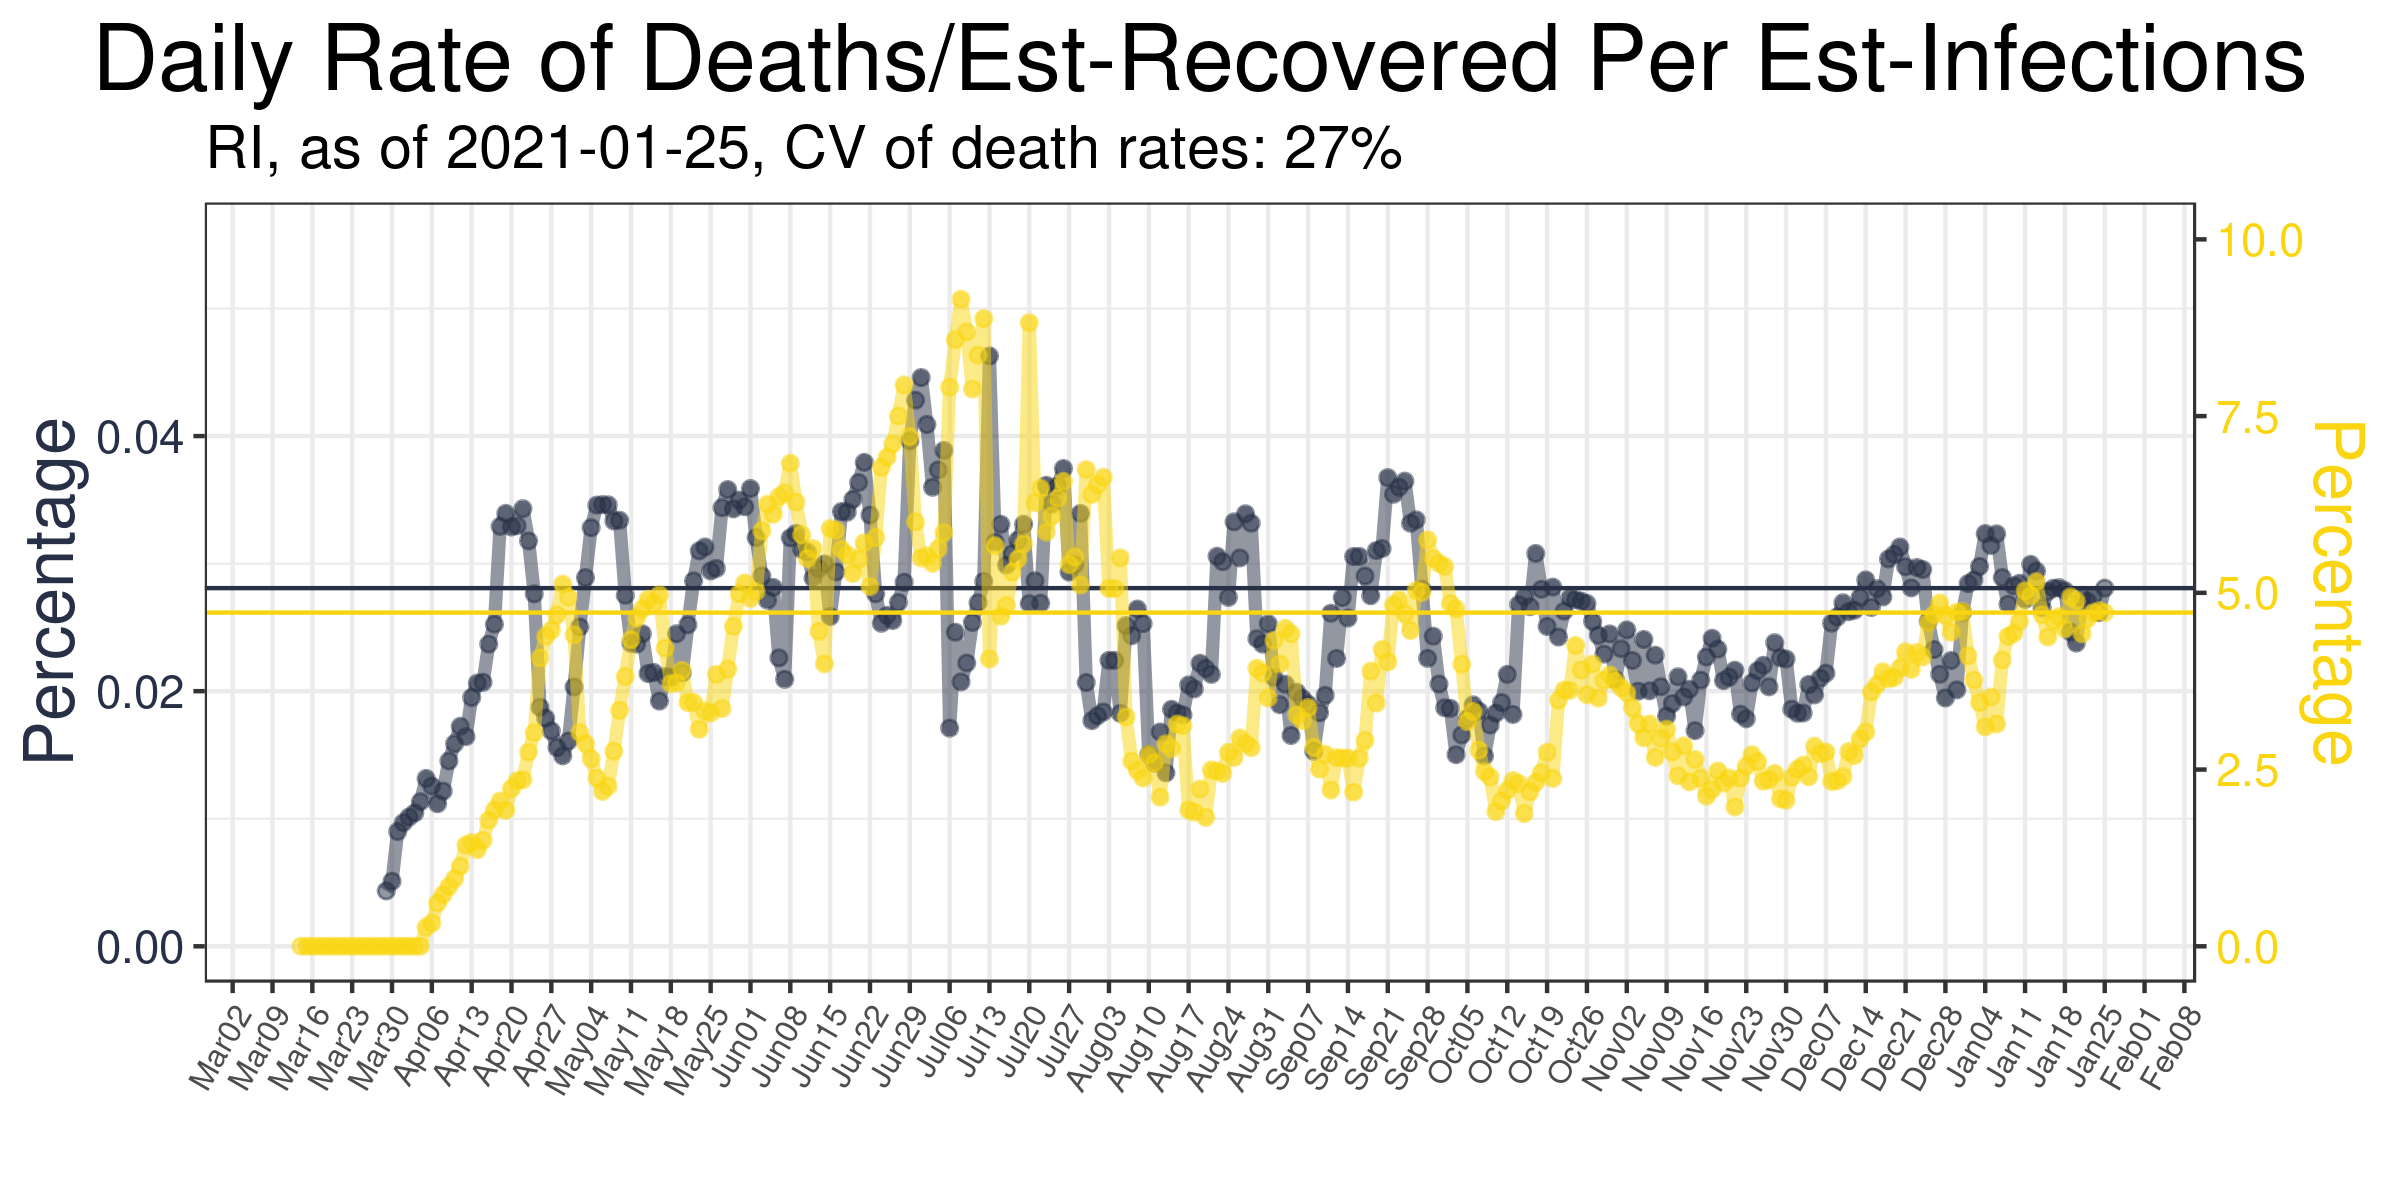 Daily Rate of Deaths/Est-Recovered Per Est-Infections
RI, as of 2021-01-25, CV of death rates: 27%
Percentage
0.04
0.02
0.00
10.0
7.5
5.0
2.5
0.0
Percentage
Mar02
Mar09
Mar16
Mar23
Mar30
Apr06
Apr13
Apr20
Apr27
May04
May11
May18
May25
Jun01
Jun08
Jun15
Jun22
Jun29
Jul06
Jul13
Jul20
Jul27
Aug03
Aug10
Aug17
Aug24
Aug31
Sep07
Sep14
Sep21
Sep28
Oct05
Oct12
Oct19
Oct26
Nov02
Nov09
Nov16
Nov23
Nov30
Dec07
Dec14
Dec21
Dec28
Jan04
Jan11
Jan18
Jan25
Feb01
Feb08